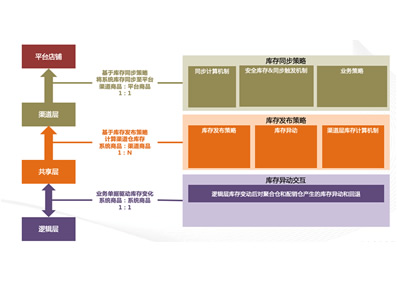 平台店铺
基于库存同步策略
将系统库存同步至平台
渠道商品：平台商品
1：1
库存同步策略
同步计算机制
安全库存&同步触发机制
业务策略
渠道层
基于库存发布策略
计算渠道仓库存
系统商品：渠道商品
1：N
库存发布策略
库存发布策略
库存异动
渠道层库存计算机制
共享层
业务单据驱动库存变化
系统商品：系统商品
1：1
库存异动交互
逻辑层库存变动后对聚合仓和配销仓产生的库存异动和回退
逻辑层